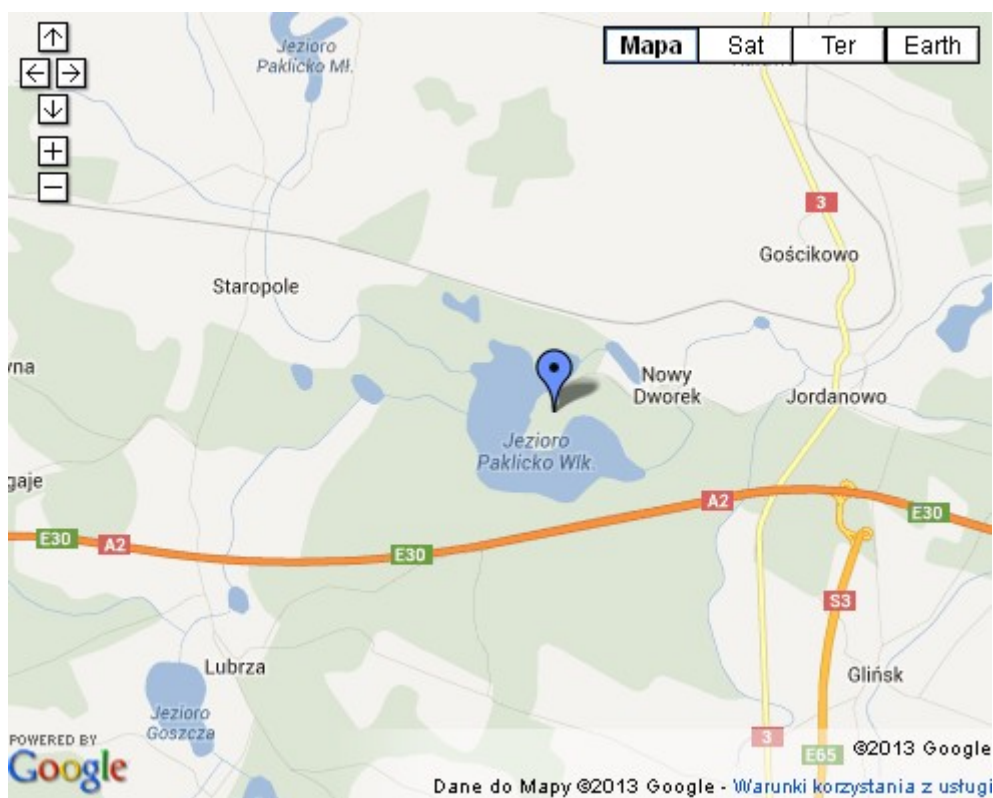 Jezioro
Paklicko Mł.
Mapa
Sat
Ter
Earth
3
Gościkowo
Staropole
yna
Nowy
Dworek
Jordanowo
Jezioro
Paklicko Wlk.
gaje
A2
E30
E30
A2
E30
S3
Lubrza
Glińsk
Jezioro
Goszcza
3
E65
POWERED BY
Google
©2013 Google
Dane do Mapy ©2013 Google - Warunki korzystania z usługi